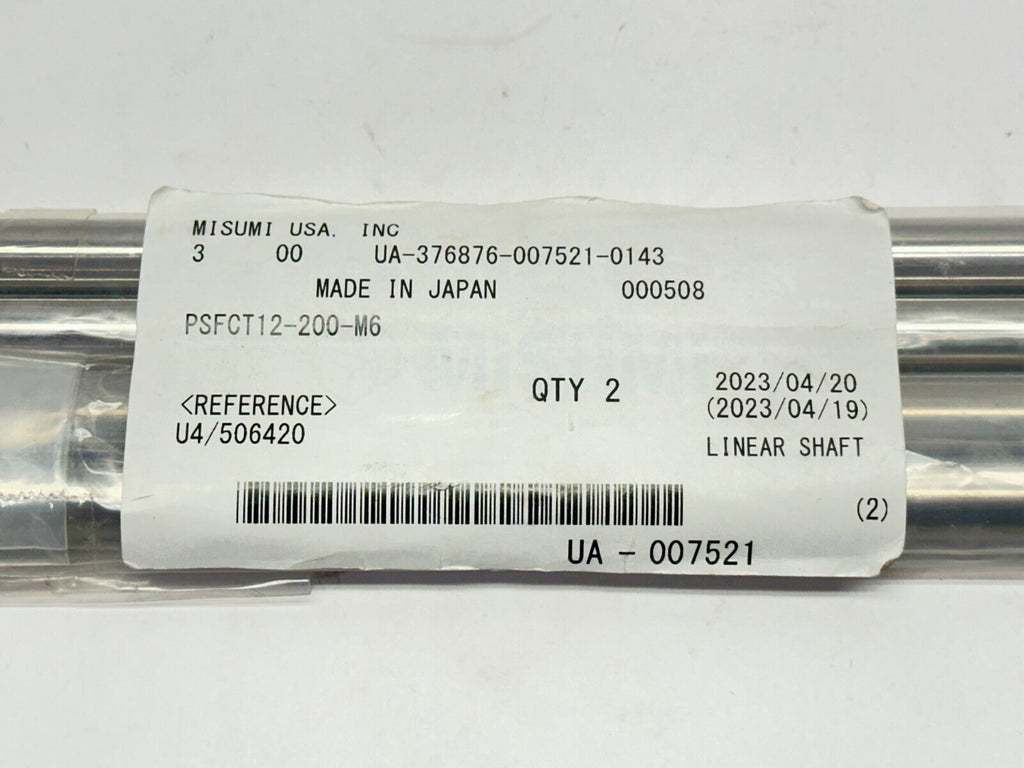 MISUMI USA, INC
3 00 UA-376876-007521-0143
MADE IN JAPAN 000508
PSFCT12-200-M6
QTY 2 2023/04/20
<REFERENCE> (2023/04/19)
U4/506420 LINEAR SHAFT
(2)
UA - 007521